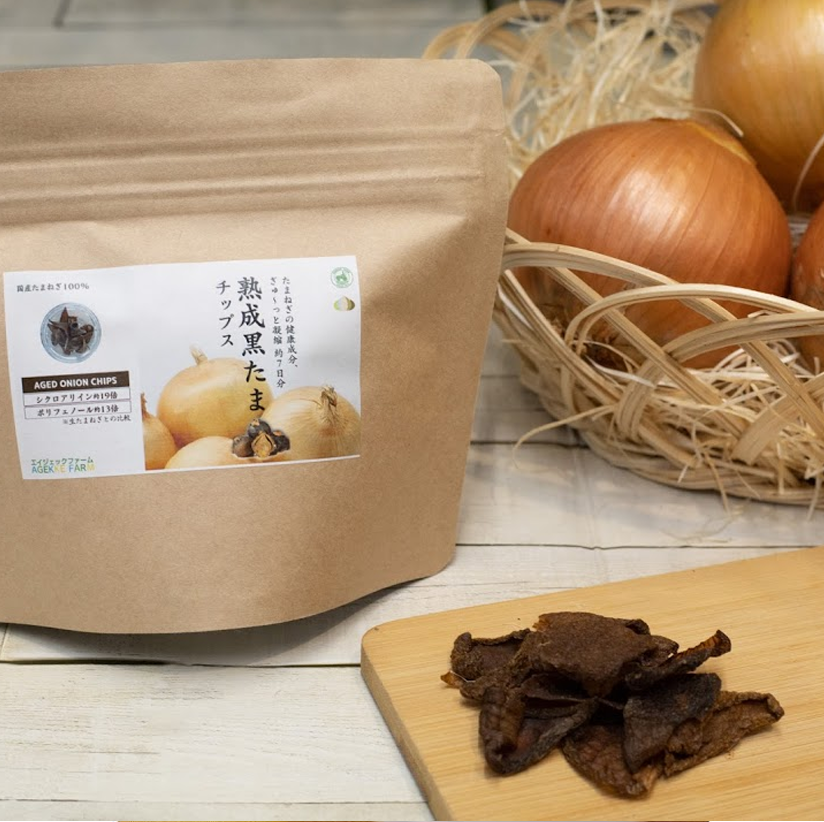 国産たまねぎ100%
たまねぎの健康成分、
ぎゅ〜っと凝縮 約7日分
熟成黒たま
チップス
AGED ONION CHIPS
シクロアリイン約19倍
ポリフェノール約13倍
※生たまねぎとの比較
エイジェックファーム
AGEKKE FARM